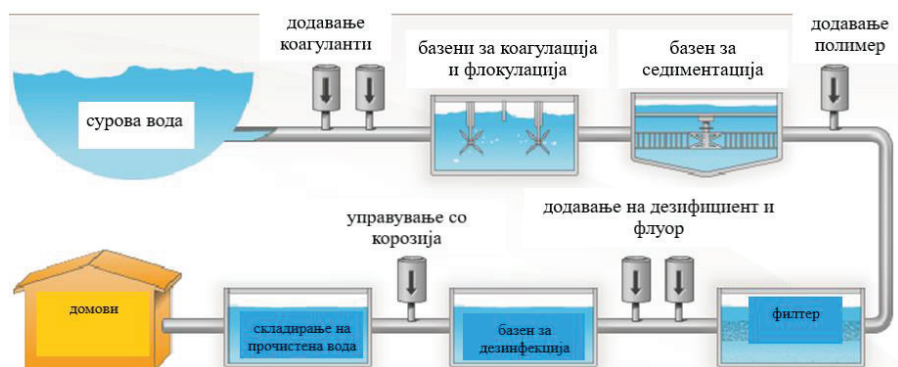 додавање
коагуланти
базени за коагулација
и флокулација
базен за
седиментација
додавање
полимер
сурова вода
управување со
корозија
додавање на дезифициент и
флуор
домови
складирање на
прочистена вода
базен за
дезинфекција
филтер